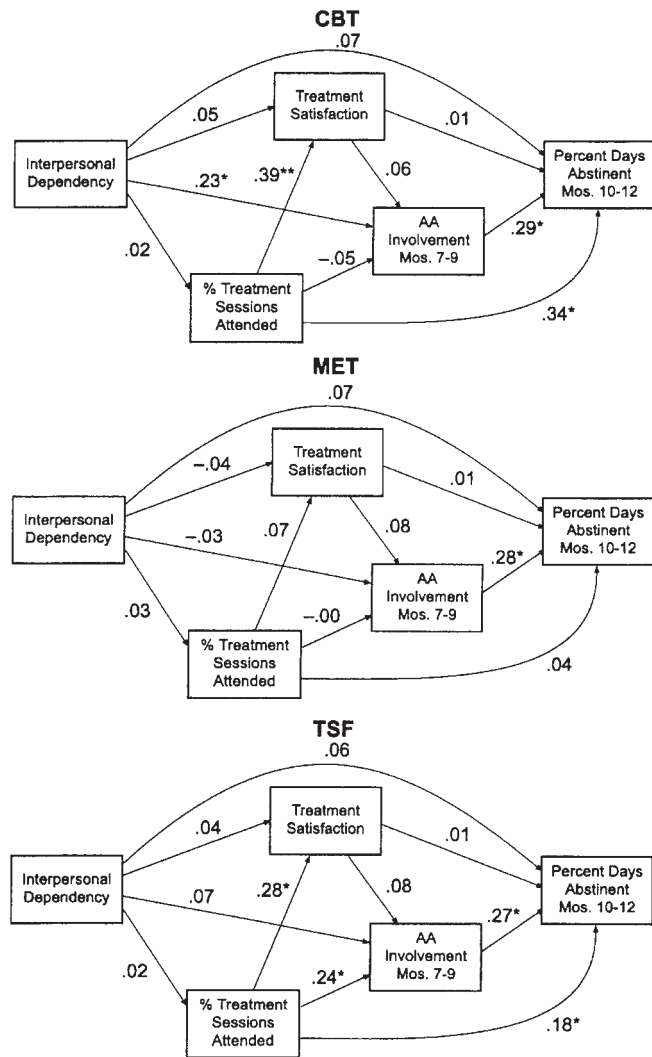 CBT
.07
Treatment
Satisfaction
.05
.01
Interpersonal
Dependency
Percent Days
Abstinent
Mos. 10-12
.39**
.06
.23*
AA
Involvement
Mos. 7-9
.29*
.02
−.05
% Treatment
Sessions
Attended
.34*
MET
.07
Treatment
Satisfaction
−.04
.01
Interpersonal
Dependency
Percent Days
Abstinent
Mos. 10-12
.07
.08
−.03
AA
Involvement
Mos. 7-9
.28*
.03
−.00
% Treatment
Sessions
Attended
.04
TSF
.06
Treatment
Satisfaction
.04
.01
Interpersonal
Dependency
Percent Days
Abstinent
Mos. 10-12
.28*
.08
.07
AA
Involvement
Mos. 7-9
.27*
.02
.24*
% Treatment
Sessions
Attended
.18*